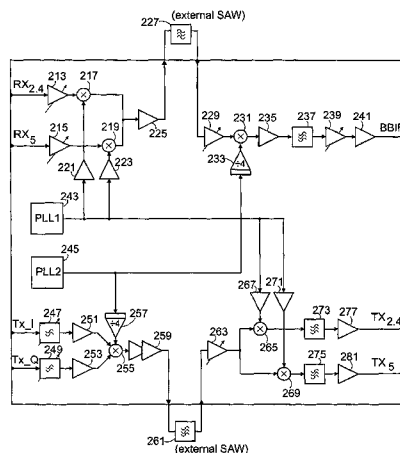 (external SAW)
227
RX2.4 213 217
229 231 235 237 239 241
BBIF
RX5 215 219 225
÷4
233
221 223
243
PLL1
245
PLL2
267 271
Tx_I 247 251 ÷4 257
263 273 277 TX2.4
259
265
Tx_Q 249 253 255
275 281 TX5
269
261
(external SAW)